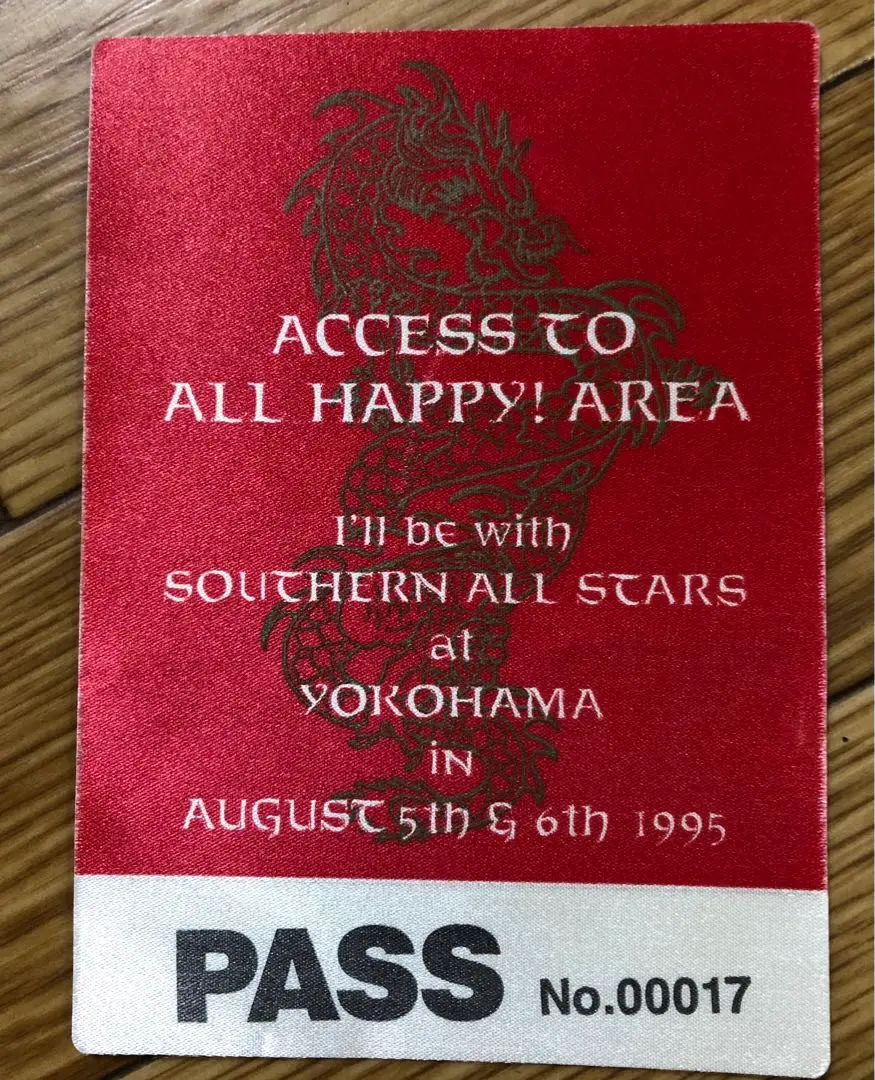 ACCESS TO
ALL HAPPY! AREA
I'll be with
SOUTHERN ALL STARS
at
YOKOHAMA
in
AUGUST 5th & 6th 1995
PASS No.00017